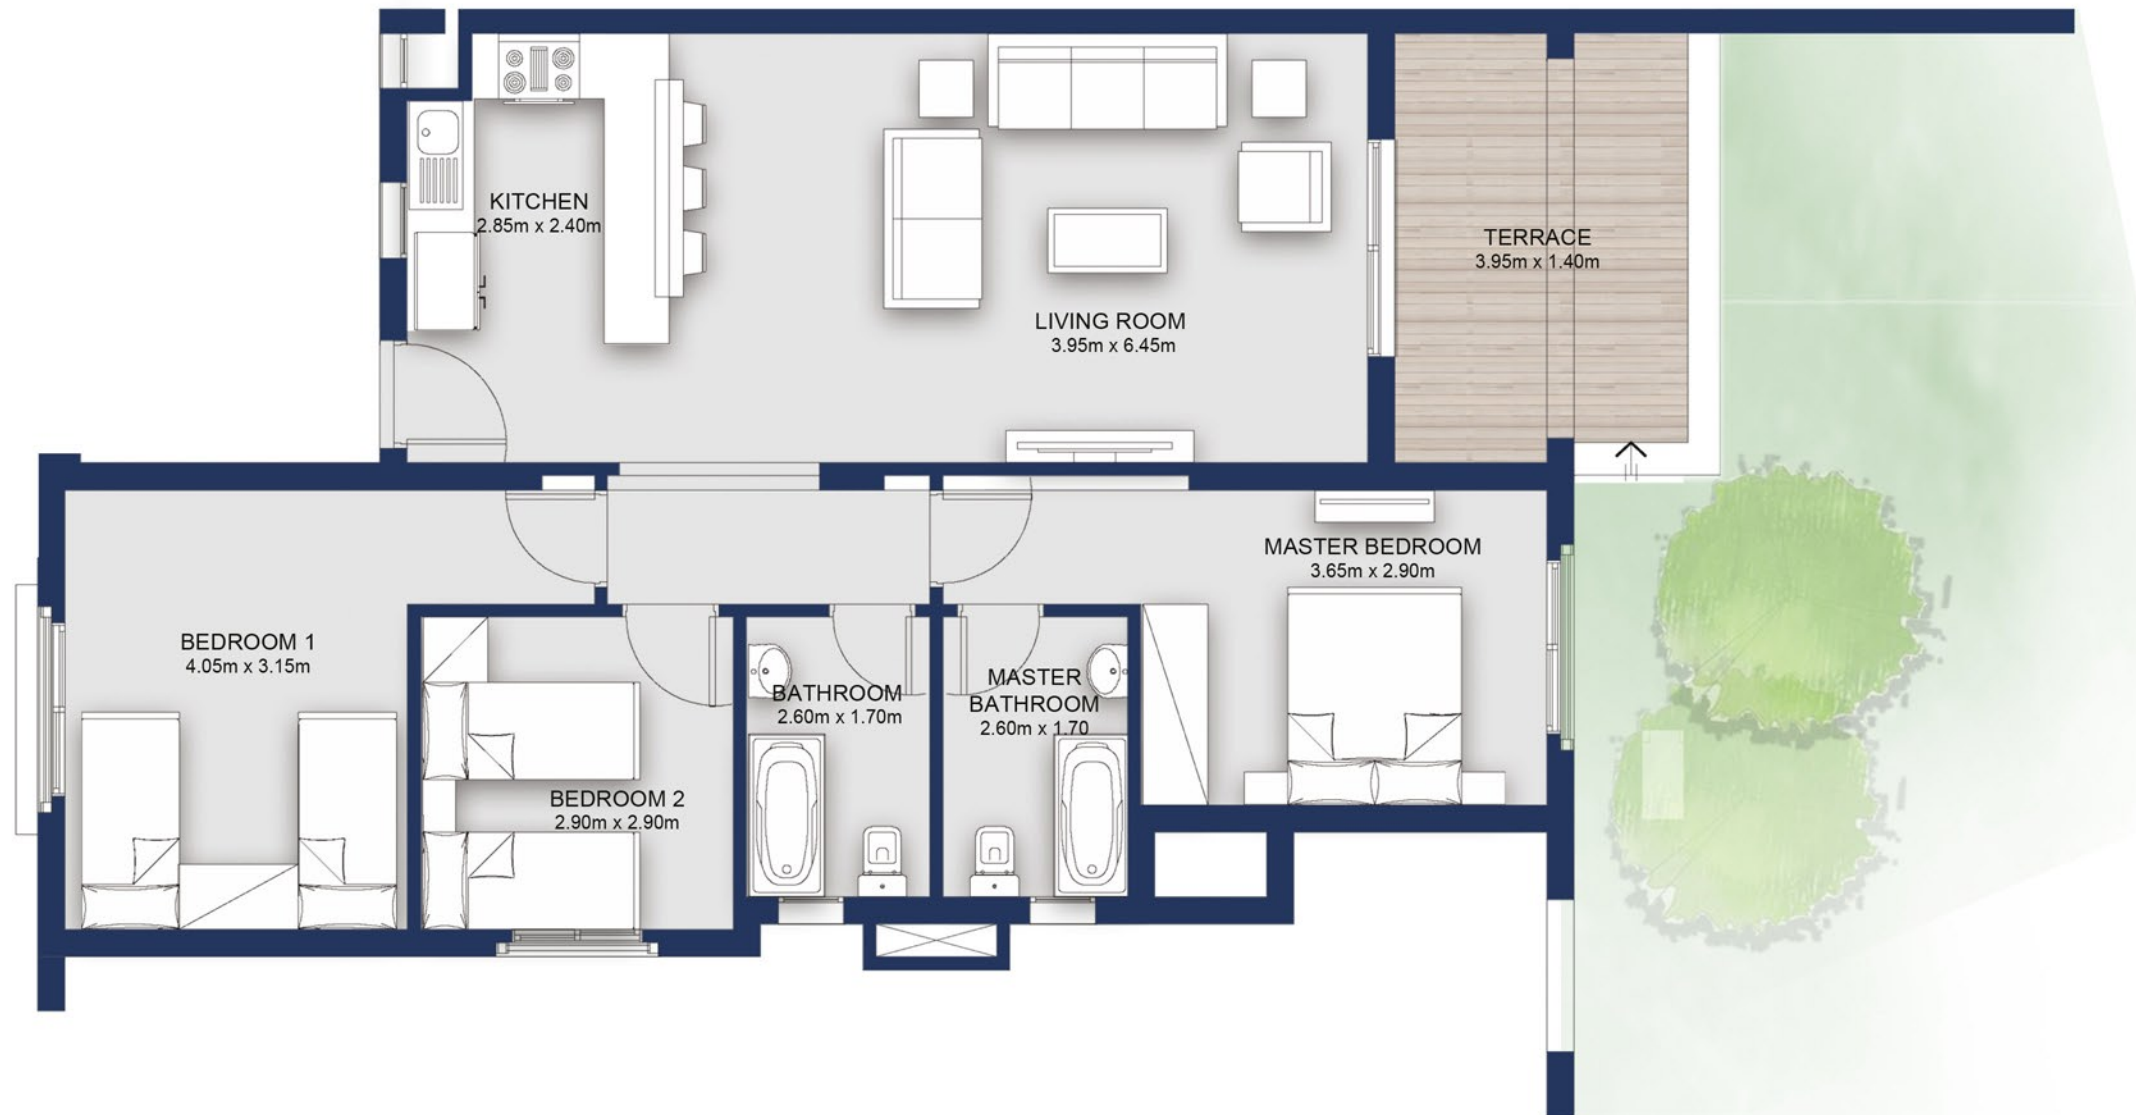 KITCHEN
2.85m x 2.40m
TERRACE
3.95m x 1.40m
LIVING ROOM
3.95m x 6.45m
MASTER BEDROOM
3.65m x 2.90m
BEDROOM 1
4.05m x 3.15m
BATHROOM
2.60m x 1.70m
MASTER
BATHROOM
2.60m x 1.70
BEDROOM 2
2.90m x 2.90m